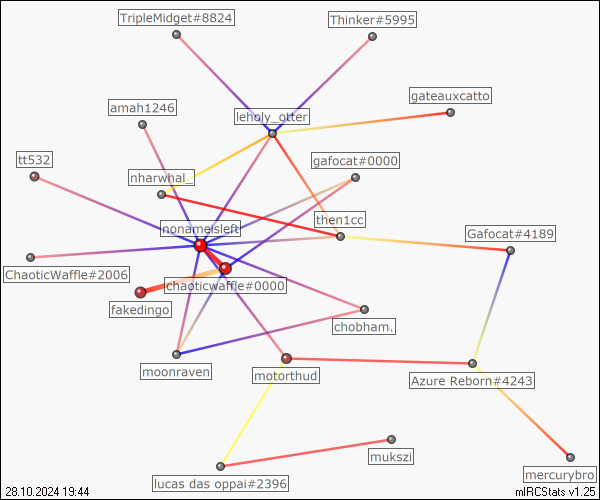 TripleMidget#8824
Thinker#5995
gateauxcatto
amah1246
leholy_otter
tt532
gafocat#0000
nharwhal_
then1cc
nonameisleft
Gafocat#4189
ChaoticWaffle#2006
chaoticwaffle#0000
fakedingo
chobham.
moonraven
motorthud
Azure Reborn#4243
mukszi
mercurybro
lucas das oppai#2396
28.10.2024 19:44
mIRCStats v1.25